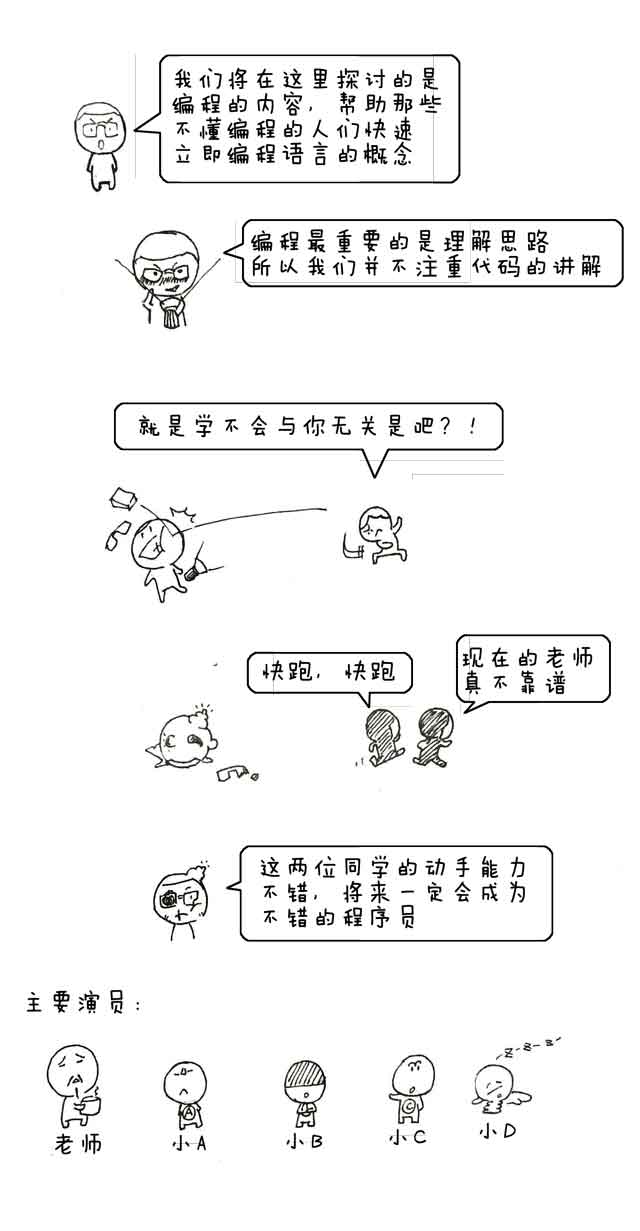 我们将在这里探讨的是
编程的内容，帮助那些
不懂编程的人们快速
立即编程语言的概念
编程最重要的是理解思路
所以我们并不注重代码的讲解
就是学不会与你无关是吧？！
快跑，快跑
现在的老师
真不靠谱
这两位同学的动手能力
不错，将来一定会成为
不错的程序员
主要演员：
z-z-z-
A
C
老师
小A
小B
小C
小D